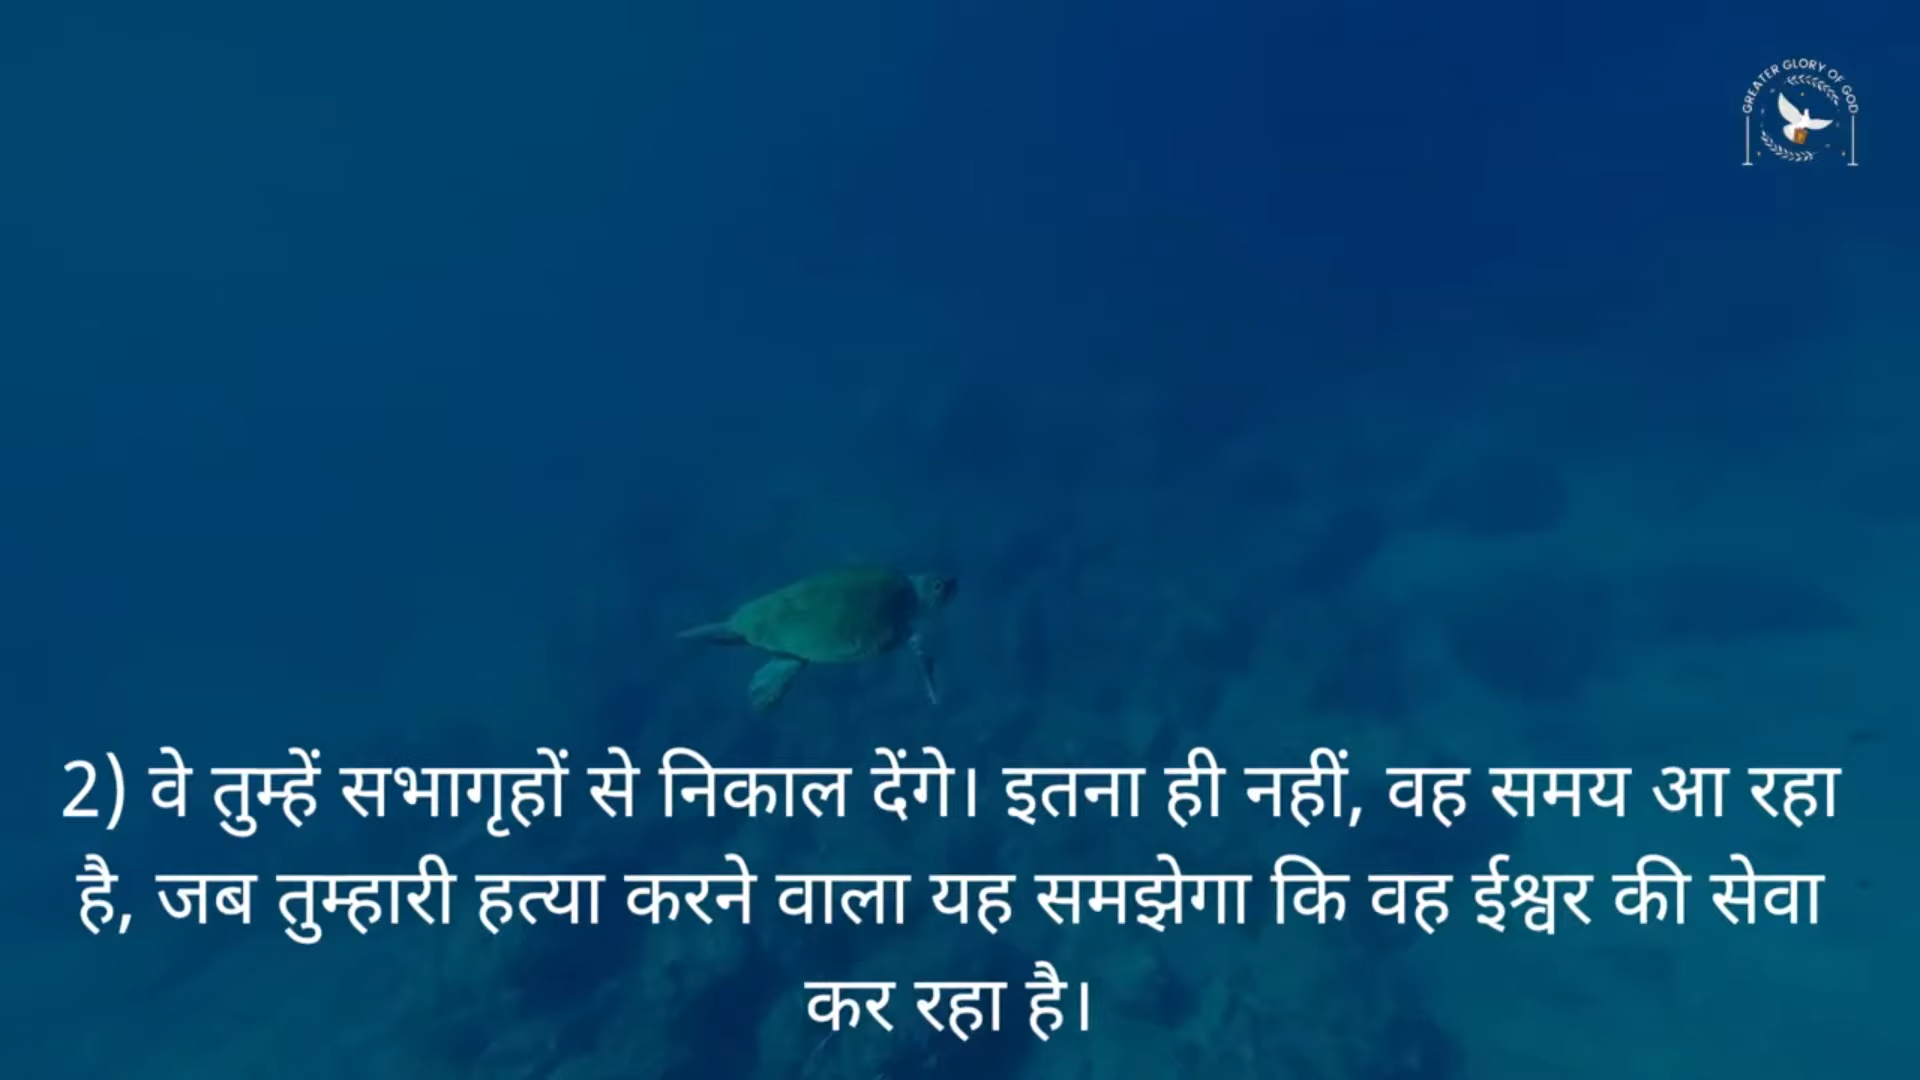 GREATER GLORY OF GOD
2) वे तुम्हें सभागृहों से निकाल देंगे। इतना ही नहीं, वह समय आ रहा
है, जब तुम्हारी हत्या करने वाला यह समझेगा कि वह ईश्वर की सेवा
कर रहा है।